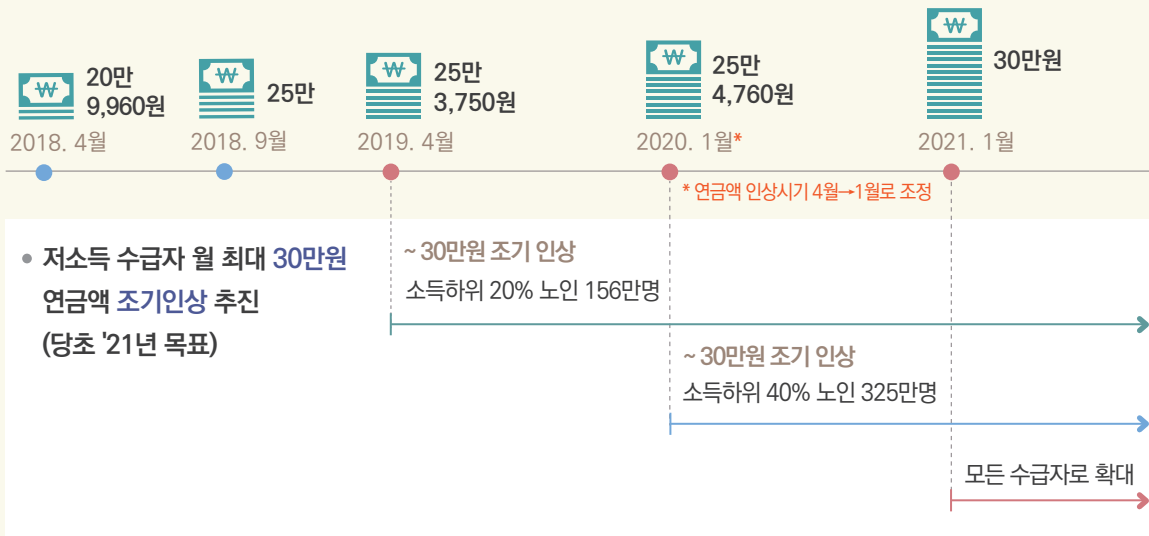 20만
9,960원
2018. 4월
25만
2018. 9월
25만
3,750원
2019. 4월
25만
4,760원
2020. 1월*
30만원
2021. 1월
* 연금액 인상시기 4월→1월로 조정
• 저소득 수급자 월 최대 30만원
연금액 조기인상 추진
(당초 '21년 목표)
~ 30만원 조기 인상
소득하위 20% 노인 156만명
~ 30만원 조기 인상
소득하위 40% 노인 325만명
모든 수급자로 확대